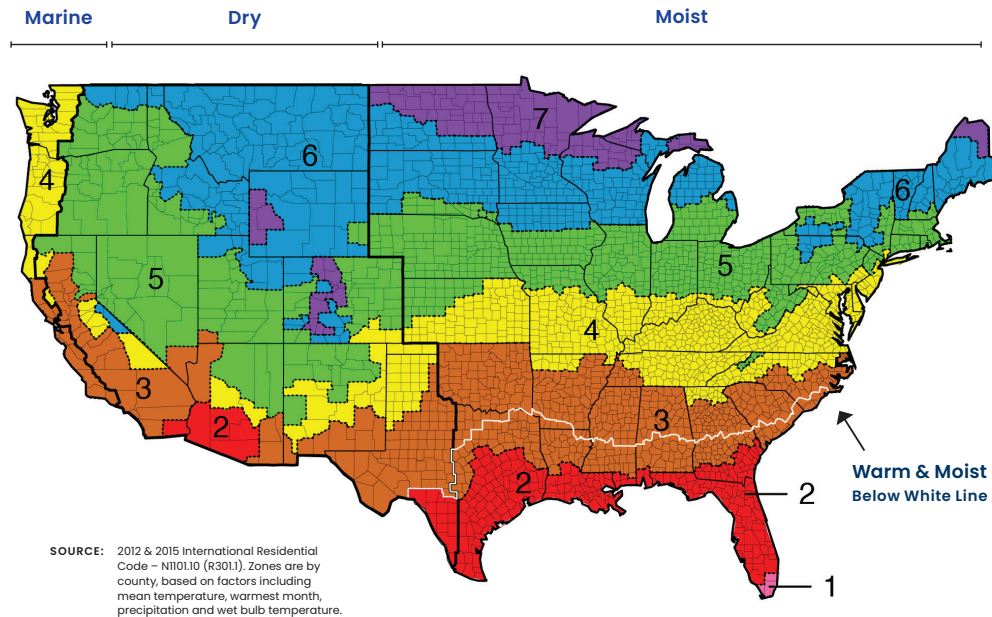 Marine Dry Moist
7
6
4
6
5
5
4
3
3
2
2
2
1
Warm & Moist
Below White Line
SOURCE: 2012 & 2015 International Residential
Code – N1101.10 (R301.1). Zones are by
county, based on factors including
mean temperature, warmest month,
precipitation and wet bulb temperature.